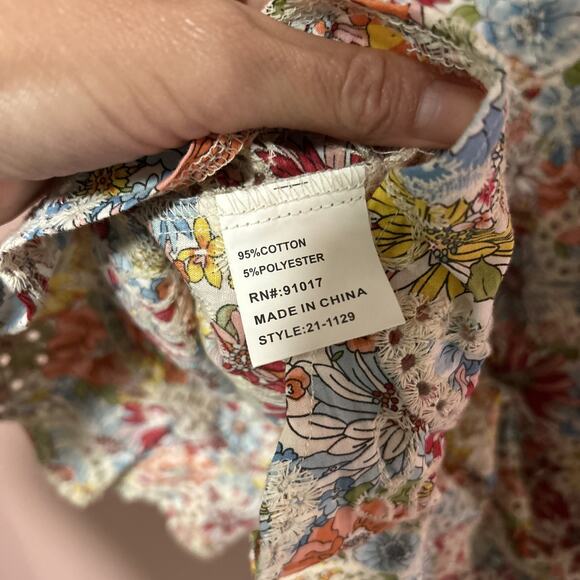 95%COTTON
5%POLYESTER
RN#:91017
MADE IN CHINA
STYLE:21-1129